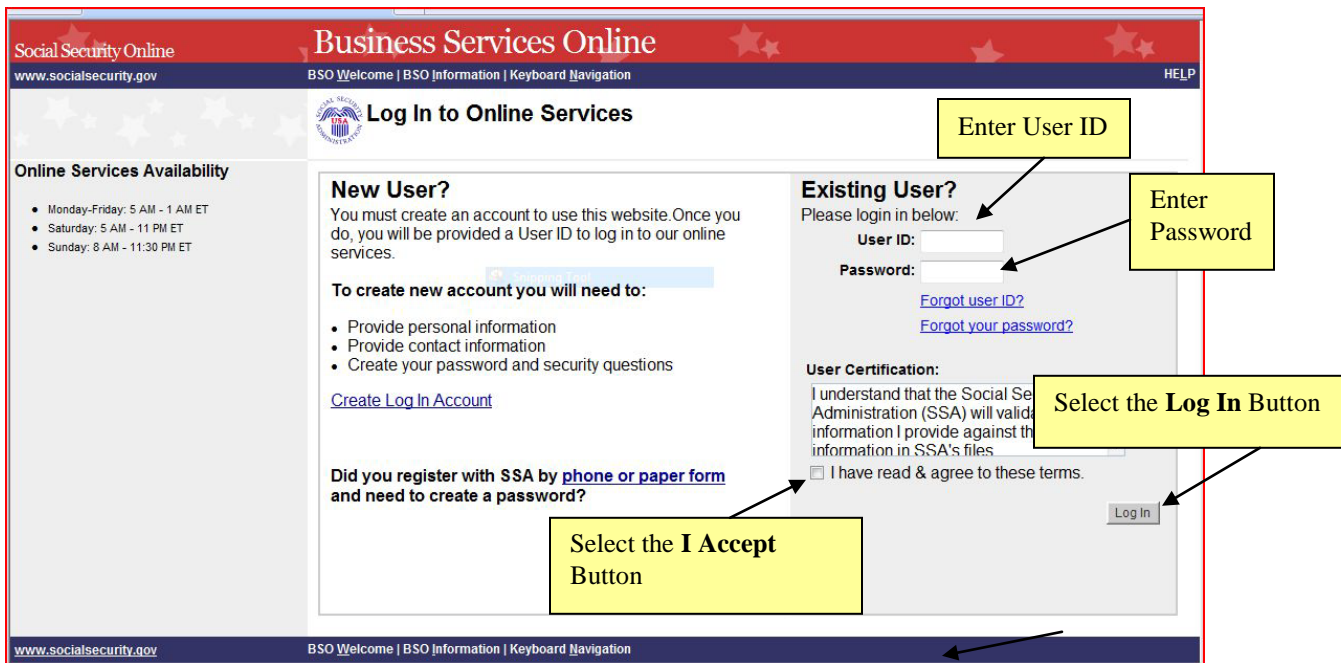 Social Security Online
Business Services Online
www.socialsecurity.gov
BSO Welcome | BSO Information | Keyboard Navigation
HELP
SOCIAL SECURITY ADMINISTRATION
USA
Log In to Online Services
Enter User ID
Online Services Availability
• Monday-Friday: 5 AM - 1 AM ET
• Saturday: 5 AM - 11 PM ET
• Sunday: 8 AM - 11:30 PM ET
New User?
You must create an account to use this website.Once you
do, you will be provided a User ID to log in to our online
services.
Snipping Tool
To create new account you will need to:
• Provide personal information
• Provide contact information
• Create your password and security questions
Create Log In Account
Did you register with SSA by phone or paper form
and need to create a password?
Existing User?
Please login in below:
User ID:
Password:
Enter
Password
Forgot user ID?
Forgot your password?
User Certification:
I understand that the Social
Administration (SSA) will
information I provide against
information in SSA's files
Select the Log In Button
I have read & agree to these terms.
Log In
Select the I Accept
Button
www.socialsecurity.gov
BSO Welcome | BSO Information | Keyboard Navigation